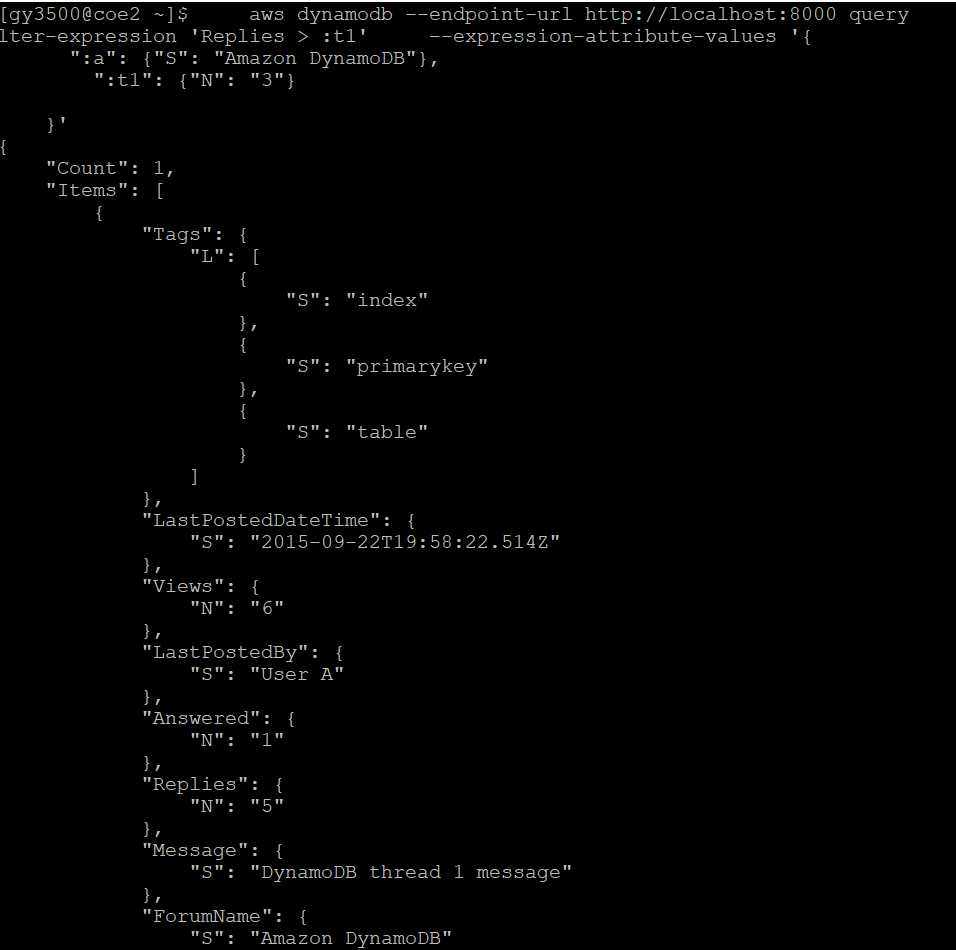 [gy3500@coe2 ~]$     aws dynamodb --endpoint-url http://localhost:8000 query
lter-expression 'Replies > :t1'     --expression-attribute-values '{
      ":a": {"S": "Amazon DynamoDB"},
        ":t1": {"N": "3"}
    }'
{
    "Count": 1,
    "Items": [
        {
            "Tags": {
                "L": [
                    {
                        "S": "index"
                    },
                    {
                        "S": "primarykey"
                    },
                    {
                        "S": "table"
                    }
                ]
            },
            "LastPostedDateTime": {
                "S": "2015-09-22T19:58:22.514Z"
            },
            "Views": {
                "N": "6"
            },
            "LastPostedBy": {
                "S": "User A"
            },
            "Answered": {
                "N": "1"
            },
            "Replies": {
                "N": "5"
            },
            "Message": {
                "S": "DynamoDB thread 1 message"
            },
            "ForumName": {
                "S": "Amazon DynamoDB"